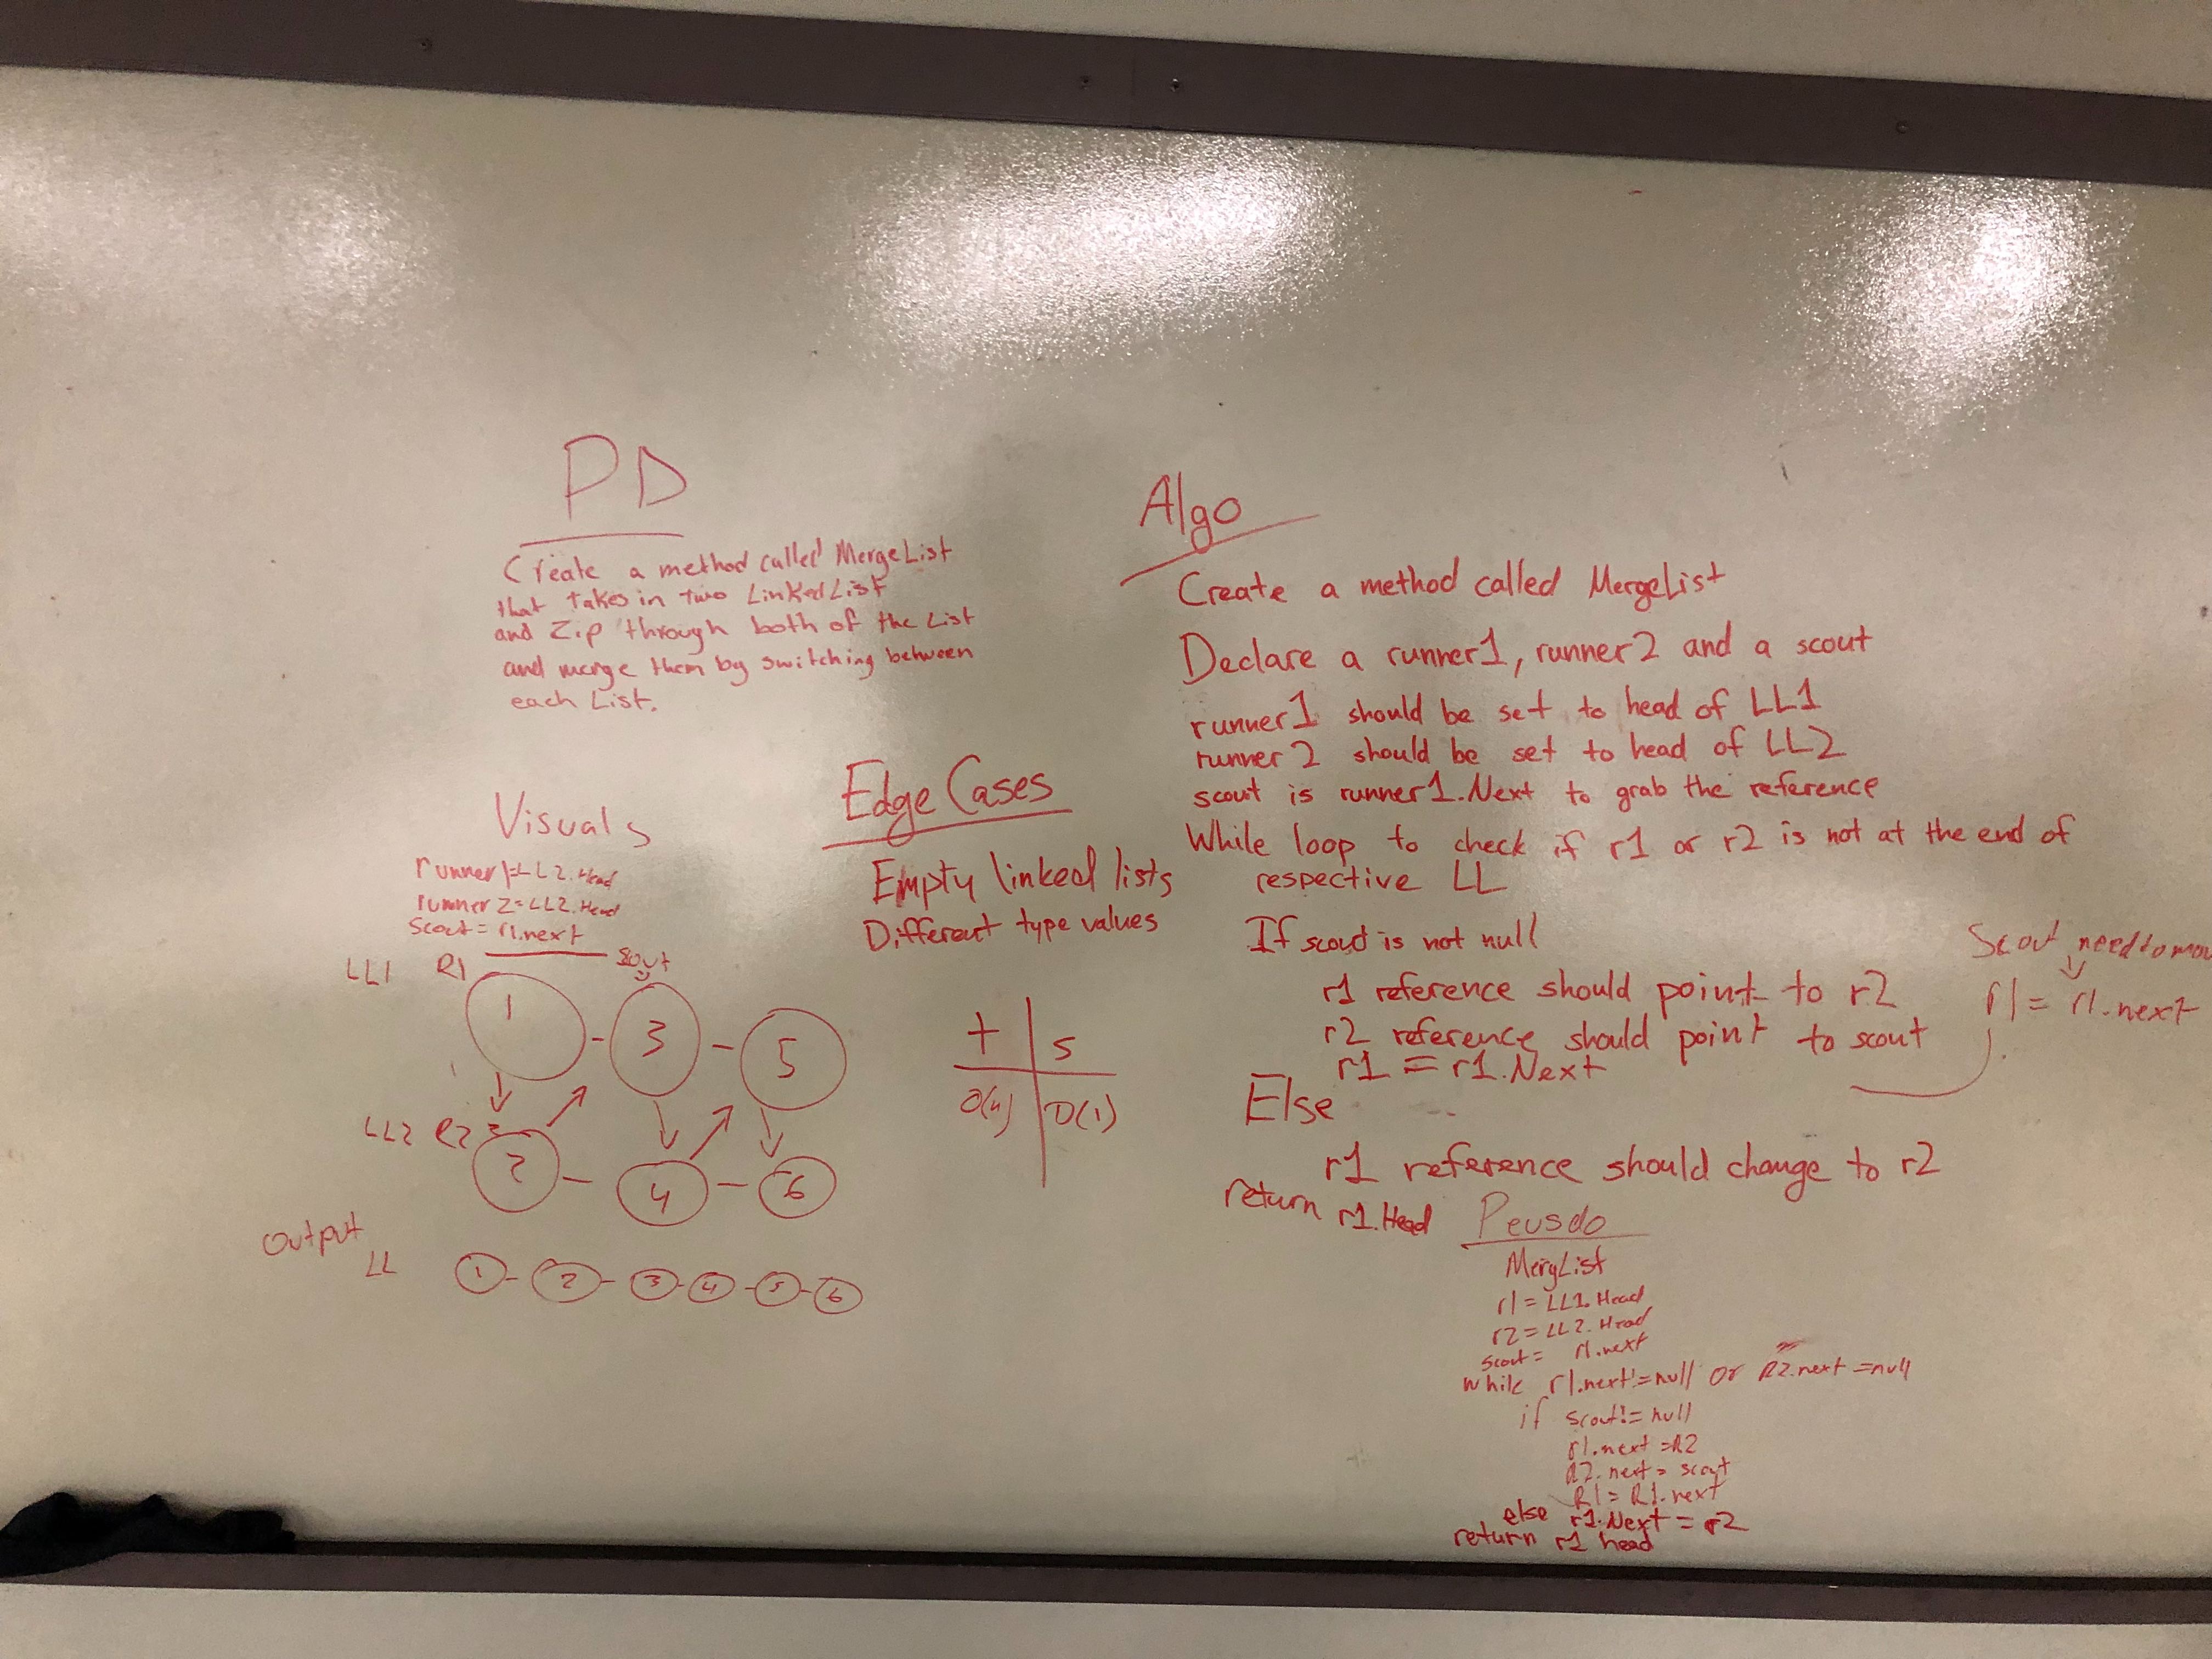 PD
Create a method called MergeList
that takes in two LinkedList
and Zip through both of the List
and merge them by switching between
each List.
Visuals
runner1=LL2.Head
runner2=LL2.Head
Scout = r1.next
LL1 R1 Sout
1 - 3 - 5
LL2 R2
2 - 4 - 6
Output
LL
1 - 2 - 3 - 4 - 5 - 6
Edge Cases
Empty linked lists
Different type values
t s
O(n) O(1)
Algo
Create a method called MergeList
Declare a runner1, runner2 and a scout
runner1 should be set to head of LL1
runner2 should be set to head of LL2
scout is runner1.Next to grab the reference
While loop to check if r1 or r2 is not at the end of
respective LL
If scout is not null
r1 reference should point to r2
r2 reference should point to scout
r1 = r1.Next
Else
r1 reference should change to r2
return r1.Head
Scout need to mov
r1 = r1.next
Peusdo
MergList
r1 = LL1.Head
r2 = LL2.Head
scout = r1.next
while r1.next!=null or R2.next =null
if scout!= null
r1.next =R2
R2.next = scout
R1 = R1.next
else r1.Next = r2
return r1 head